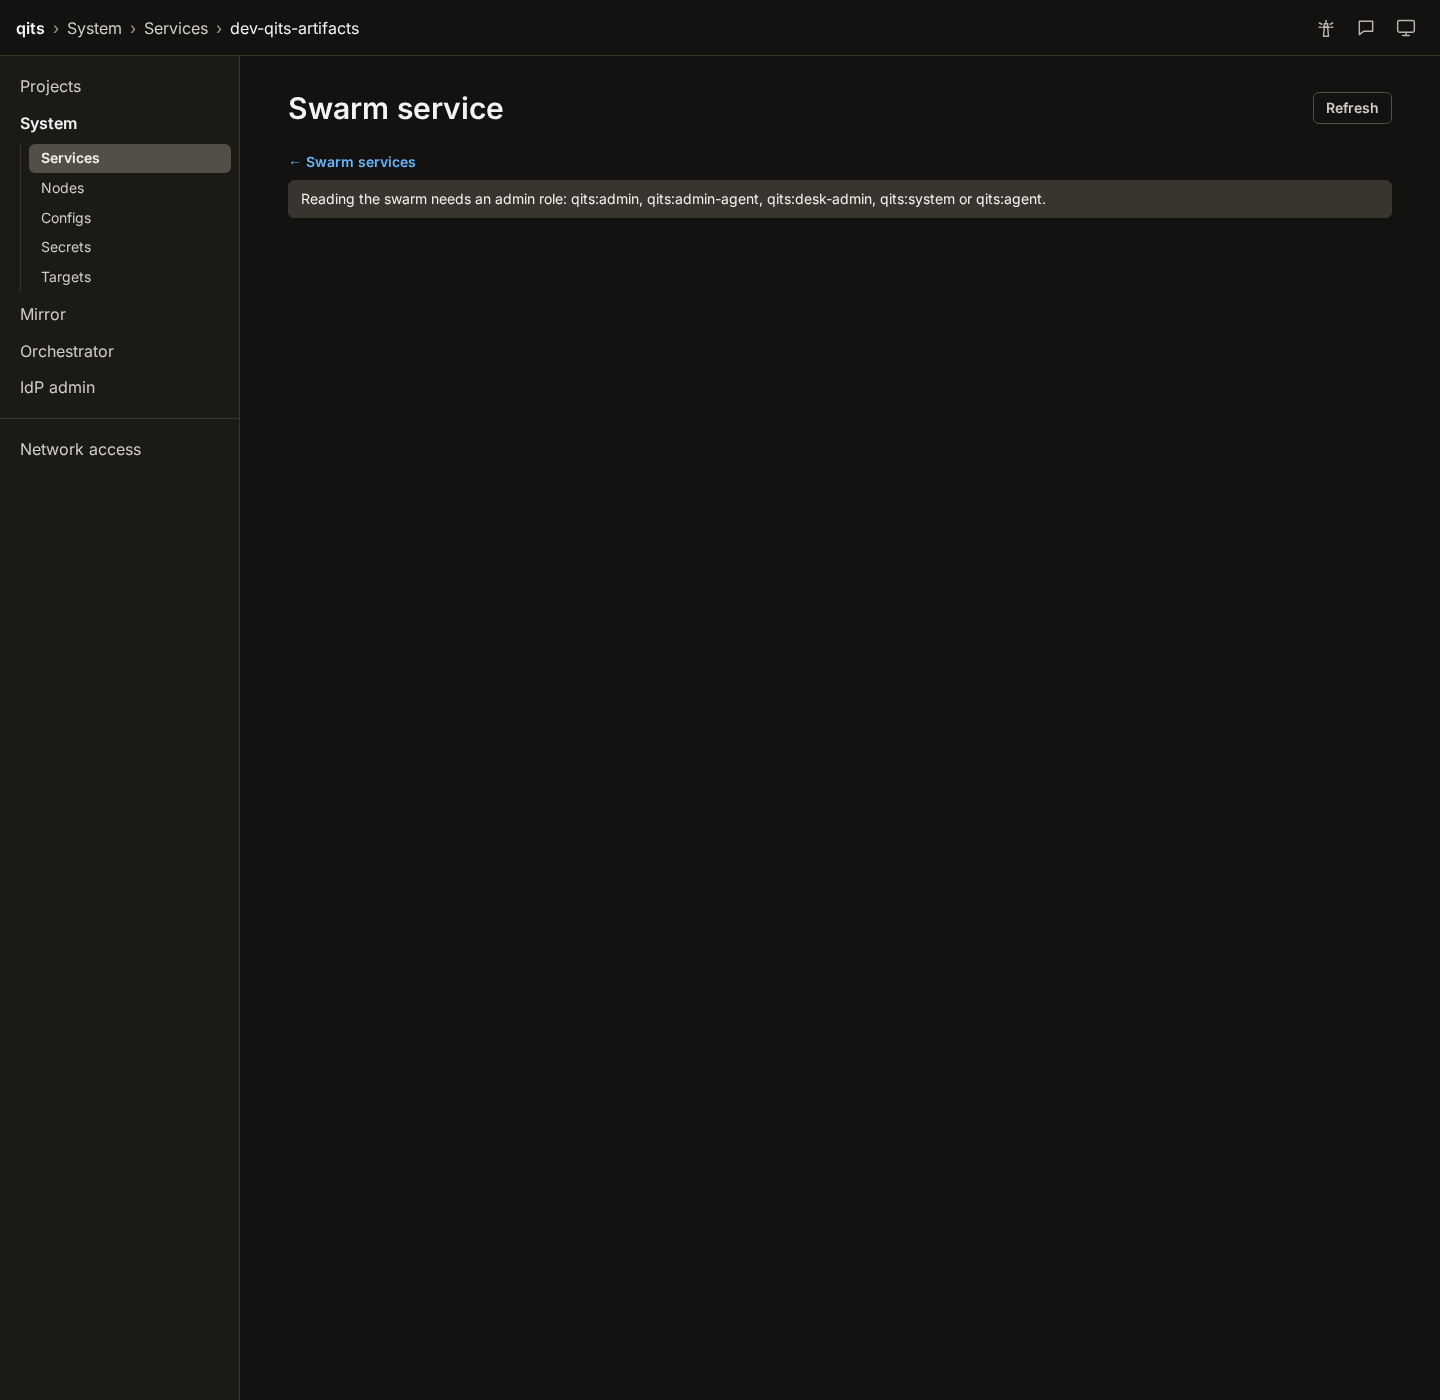 qits › System › Services › dev-qits-artifacts
Projects
System
Services
Nodes
Configs
Secrets
Targets
Mirror
Orchestrator
IdP admin
Network access
Swarm service
Refresh
← Swarm services
Reading the swarm needs an admin role: qits:admin, qits:admin-agent, qits:desk-admin, qits:system or qits:agent.